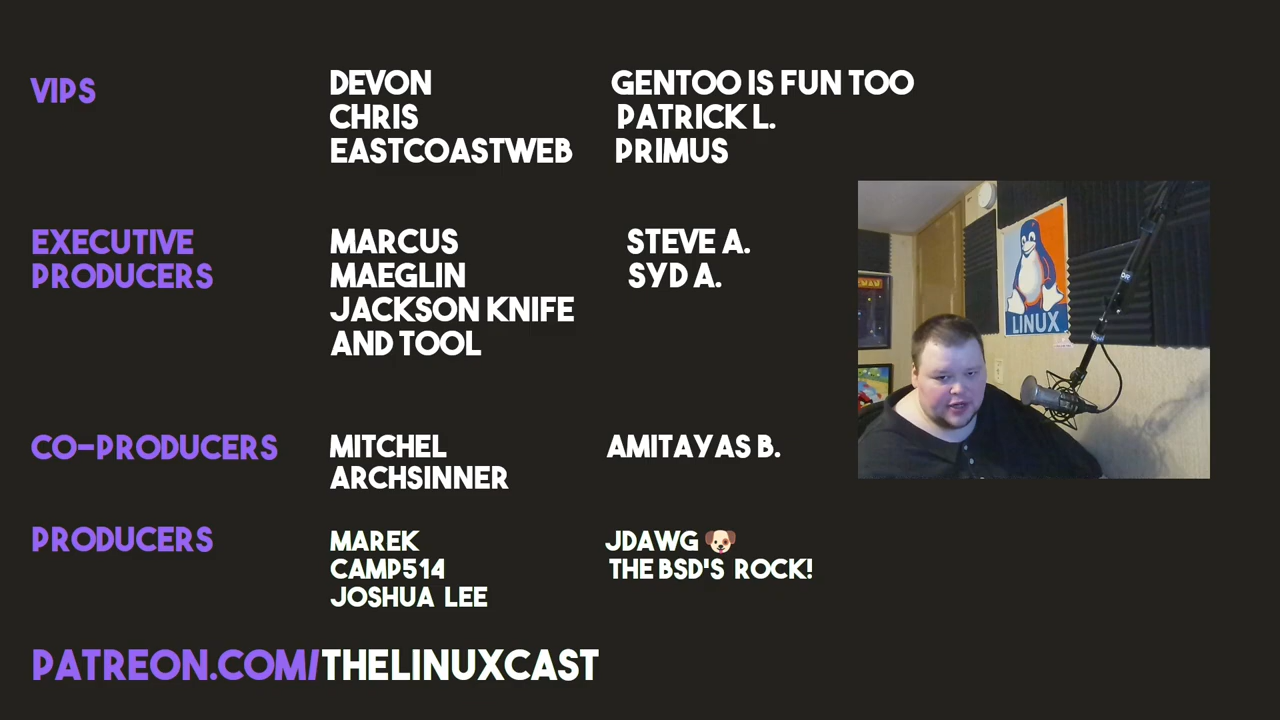 VIPS
DEVON
GENTOO IS FUN TOO
CHRIS
PATRICK L.
EASTCOASTWEB
PRIMUS
EXECUTIVE
PRODUCERS
MARCUS
STEVE A.
MAEGLIN
SYD A.
JACKSON KNIFE
AND TOOL
LINUX
CO-PRODUCERS
MITCHEL
AMITAYAS B.
ARCHSINNER
PRODUCERS
MAREK
JDAWG 🐶
CAMP514
THE BSD'S ROCK!
JOSHUA LEE
PATREON.COM/THELINUXCAST